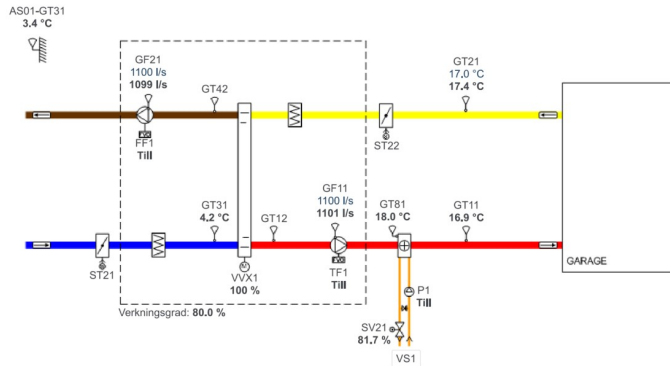 AS01-GT31
3.4 °C
GF21
1100 l/s
1099 l/s
GT42
GT21
17.0 °C
17.4 °C
FF1
Till
ST22
GF11
1100 l/s
1101 l/s
GT31
4.2 °C
GT12
GT81
18.0 °C
GT11
16.9 °C
ST21
M
VVX1
100 %
TF1
Till
GARAGE
P1
Till
Verkningsgrad: 80.0 %
SV21
81.7 %
VS1